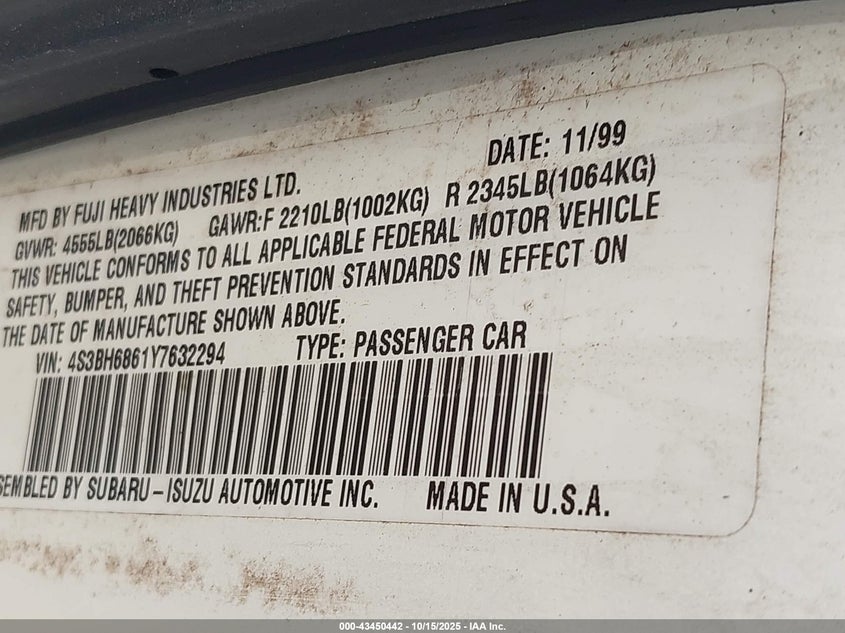 DATE: 11/99
MFD BY FUJI HEAVY INDUSTRIES LTD.
GVWR: 4555LB(2066KG) GAWR:F 2210LB(1002KG) R 2345LB(1064KG)
THIS VEHICLE CONFORMS TO ALL APPLICABLE FEDERAL MOTOR VEHICLE
SAFETY, BUMPER, AND THEFT PREVENTION STANDARDS IN EFFECT ON
THE DATE OF MANUFACTURE SHOWN ABOVE.
VIN: 4S3BH6861Y7632294 TYPE: PASSENGER CAR
SEMBLED BY SUBARU-ISUZU AUTOMOTIVE INC. MADE IN U.S.A.
000-43450442 - 10/15/2025 - IAA Inc.